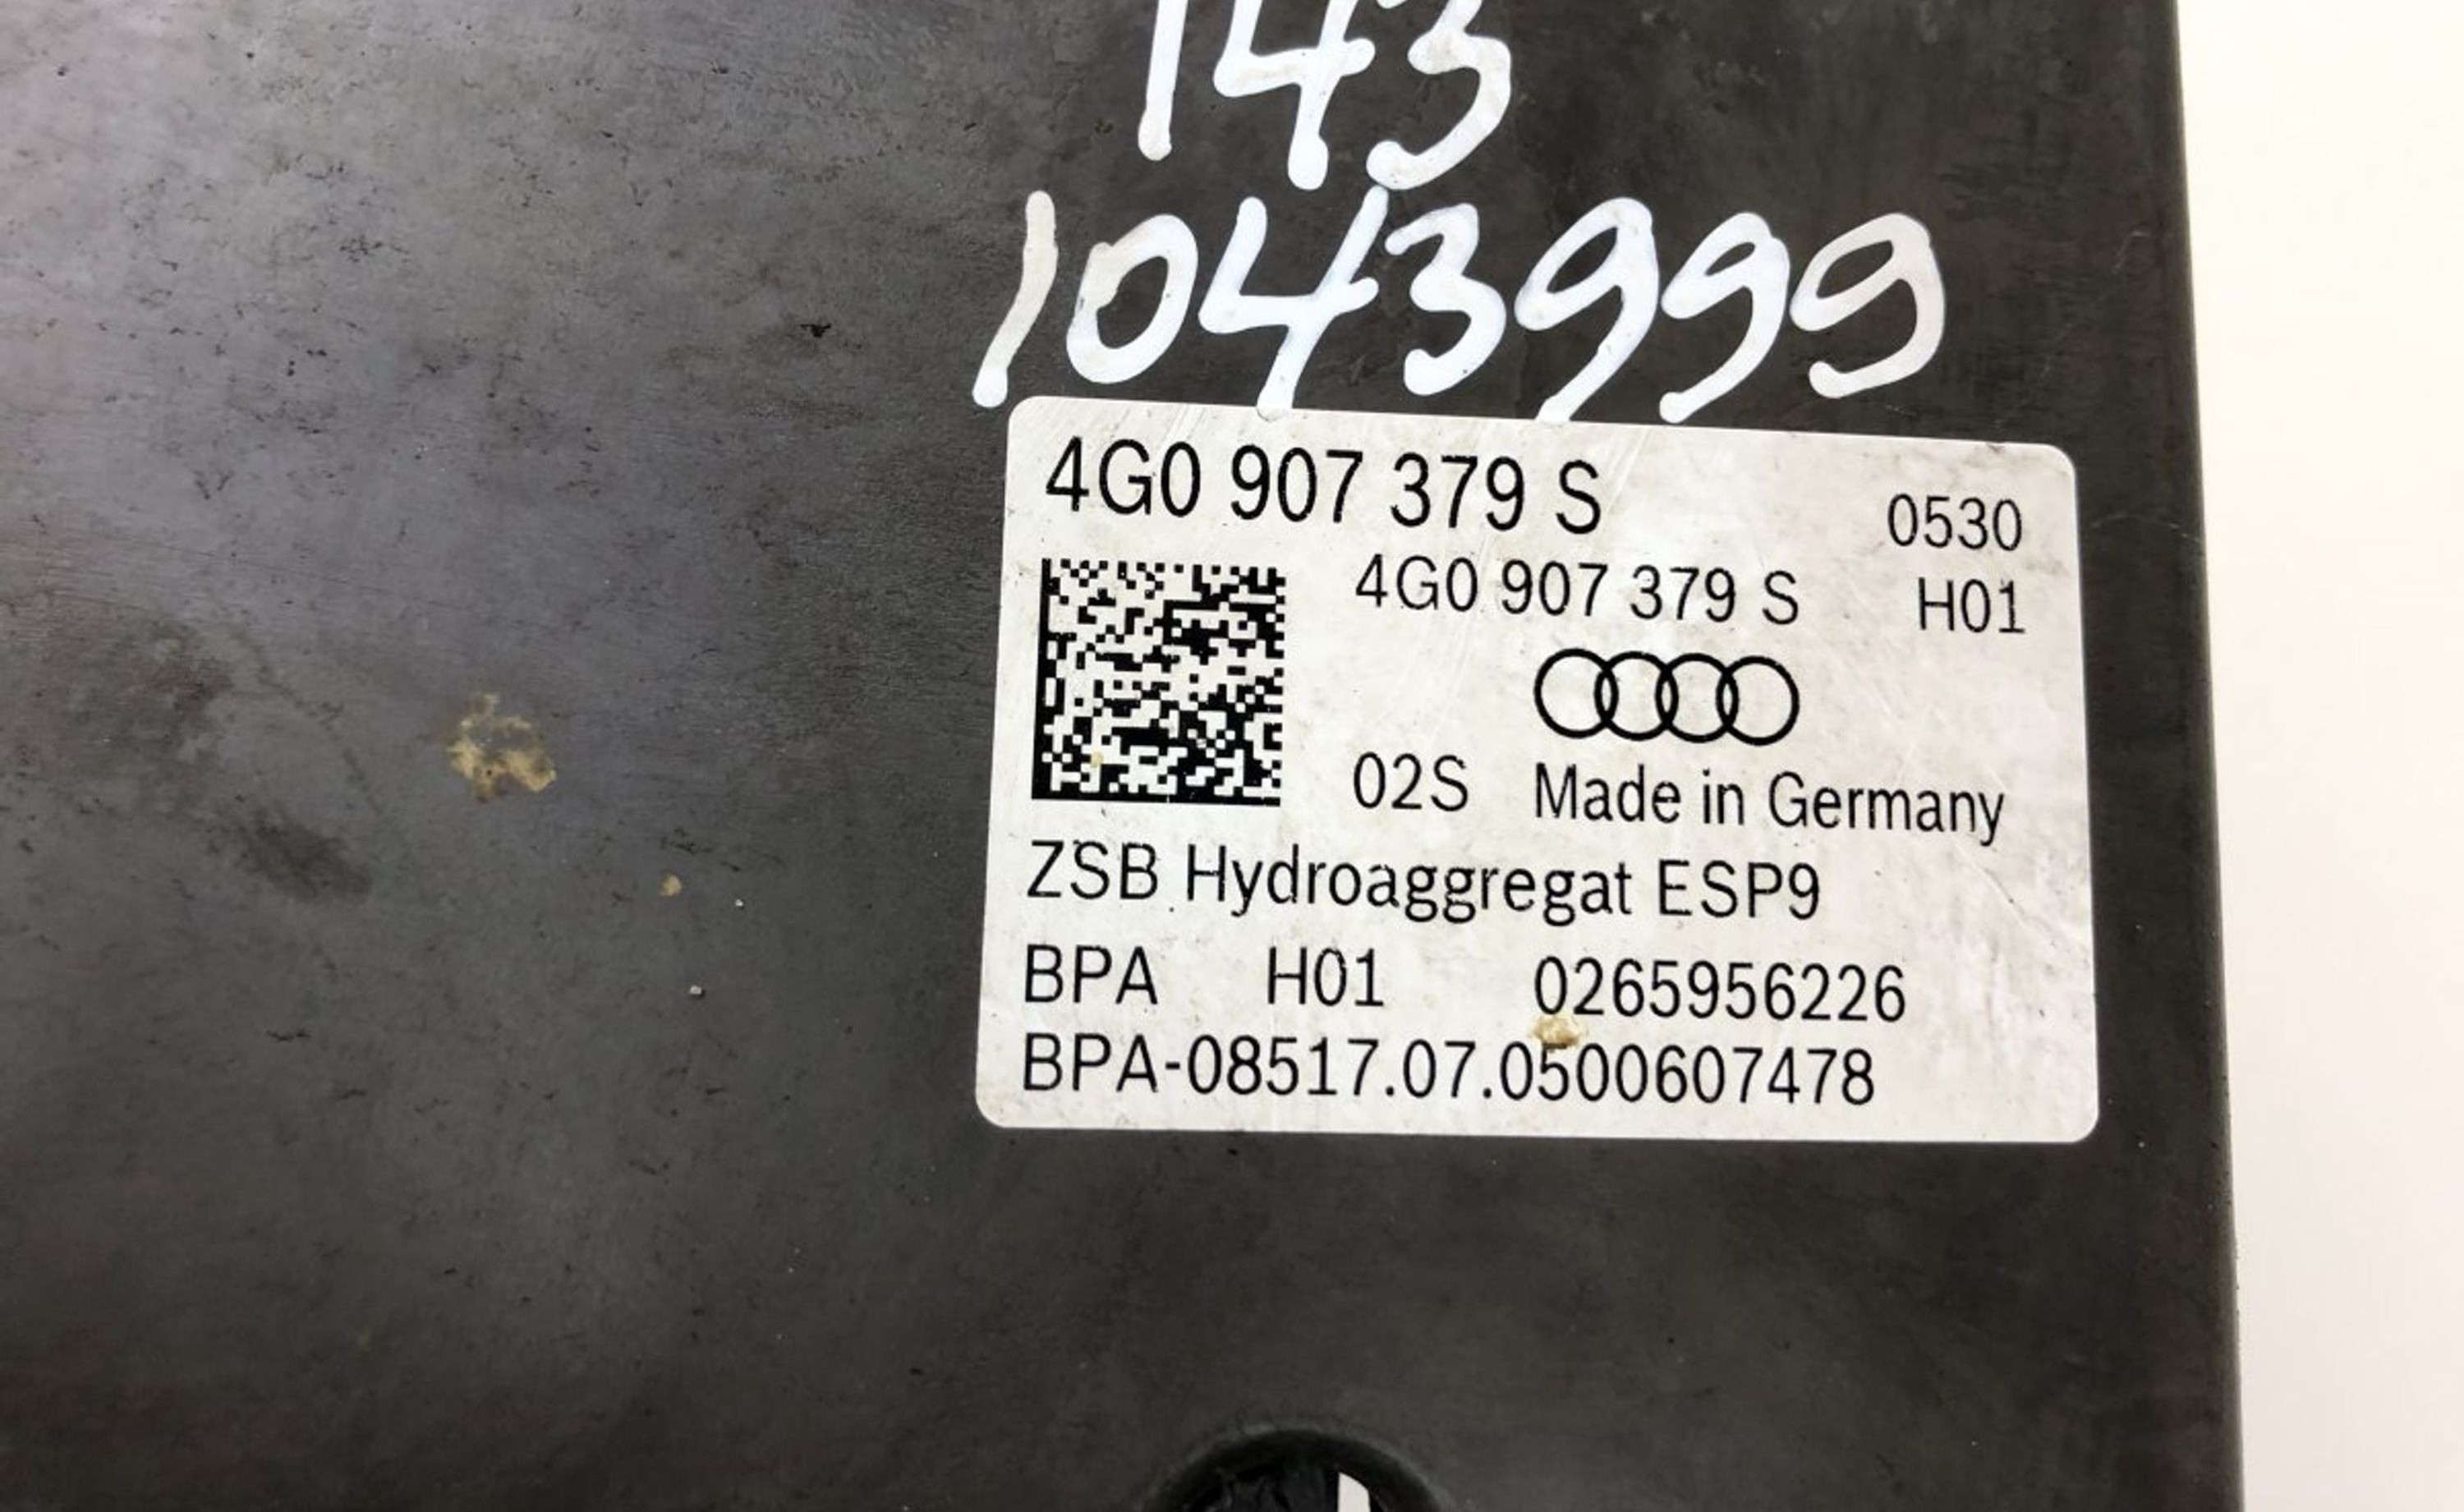 143
1043999
4G0 907 379 S 0530
4G0 907 379 S H01
02S Made in Germany
ZSB Hydroaggregat ESP9
BPA H01 0265956226
BPA-08517.07.0500607478